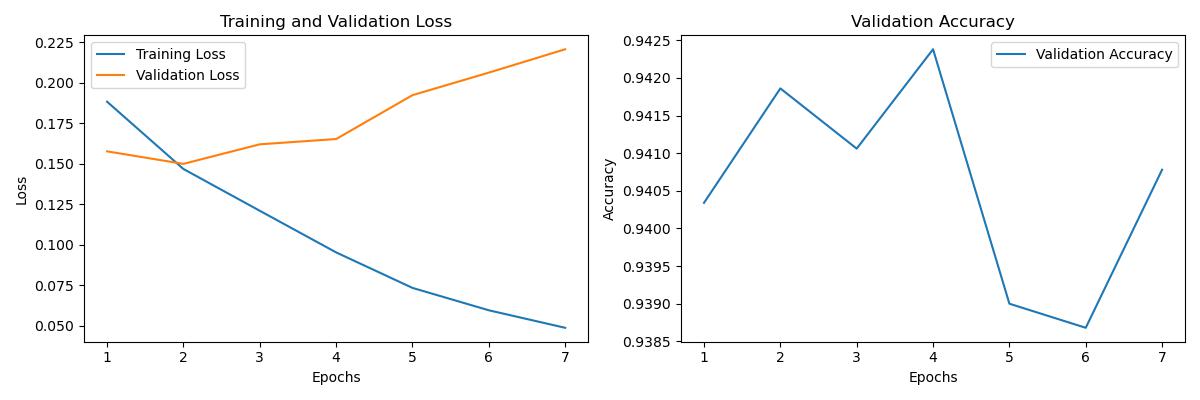 Training and Validation Loss
0.225
0.200
0.175
0.150
0.125
0.100
0.075
0.050
Loss
Training Loss
Validation Loss
1 2 3 4 5 6 7
Epochs
Validation Accuracy
0.9425
0.9420
0.9415
0.9410
0.9405
0.9400
0.9395
0.9390
0.9385
Accuracy
Validation Accuracy
1 2 3 4 5 6 7
Epochs